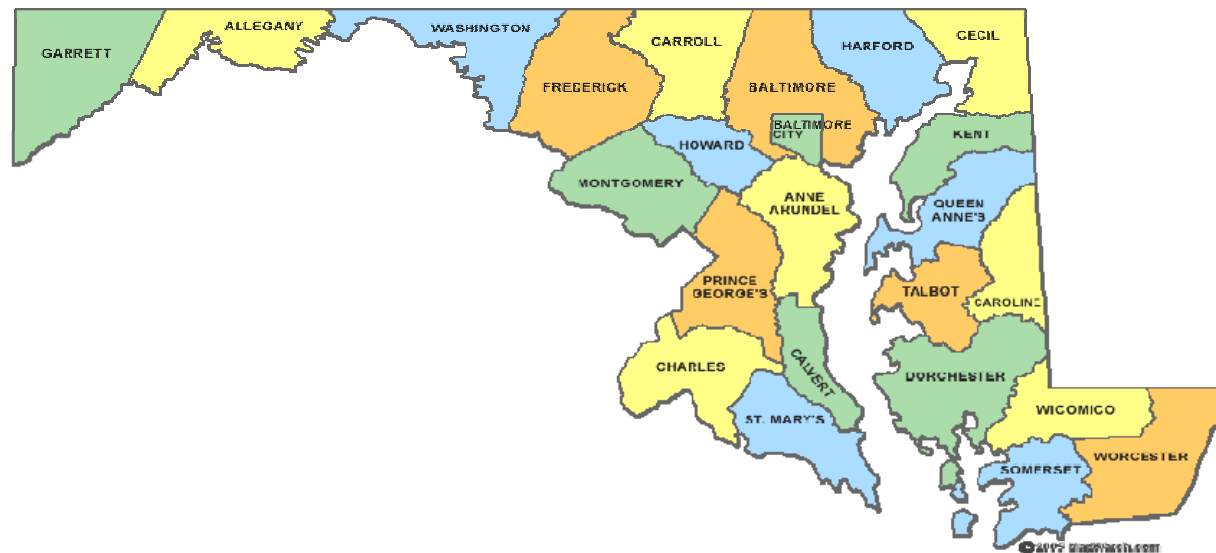 GARRETT
ALLEGANY
WASHINGTON
FREDERICK
CARROLL
BALTIMORE
HARFORD
CECIL
BALTIMORE
CITY
KENT
HOWARD
MONTGOMERY
ANNE
ARUNDEL
QUEEN
ANNE'S
PRINCE
GEORGE'S
TALBOT
CAROLINE
CHARLES
CALVERT
DORCHESTER
ST. MARY'S
WICOMICO
WORCESTER
SOMERSET